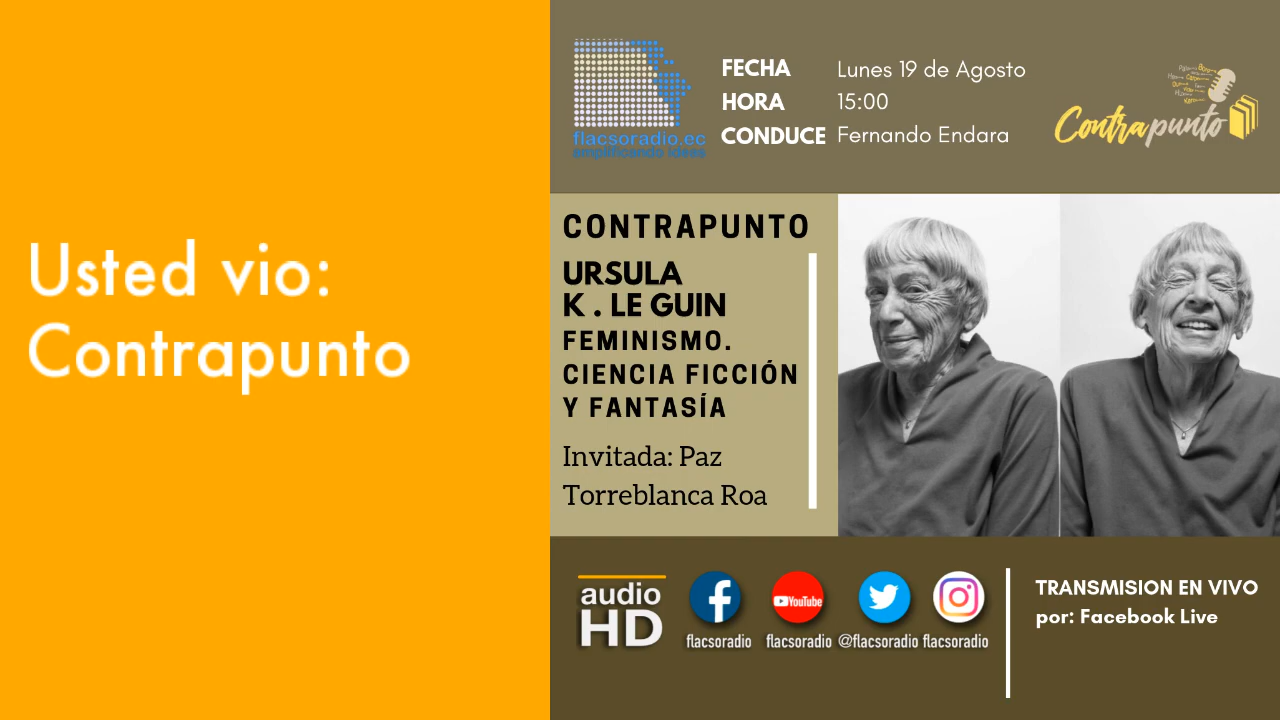 Usted vio:
Contrapunto
flacsoradio.ec
amplificando ideas
FECHA Lunes 19 de Agosto
HORA 15:00
CONDUCE Fernando Endara
Contrapunto
CONTRAPUNTO
URSULA
K . LE GUIN
FEMINISMO.
CIENCIA FICCIÓN
Y FANTASÍA
Invitada: Paz
Torreblanca Roa
audio
HD
YouTube
flacsoradio flacsoradio @flacsoradio flacsoradio
TRANSMISION EN VIVO
por: Facebook Live